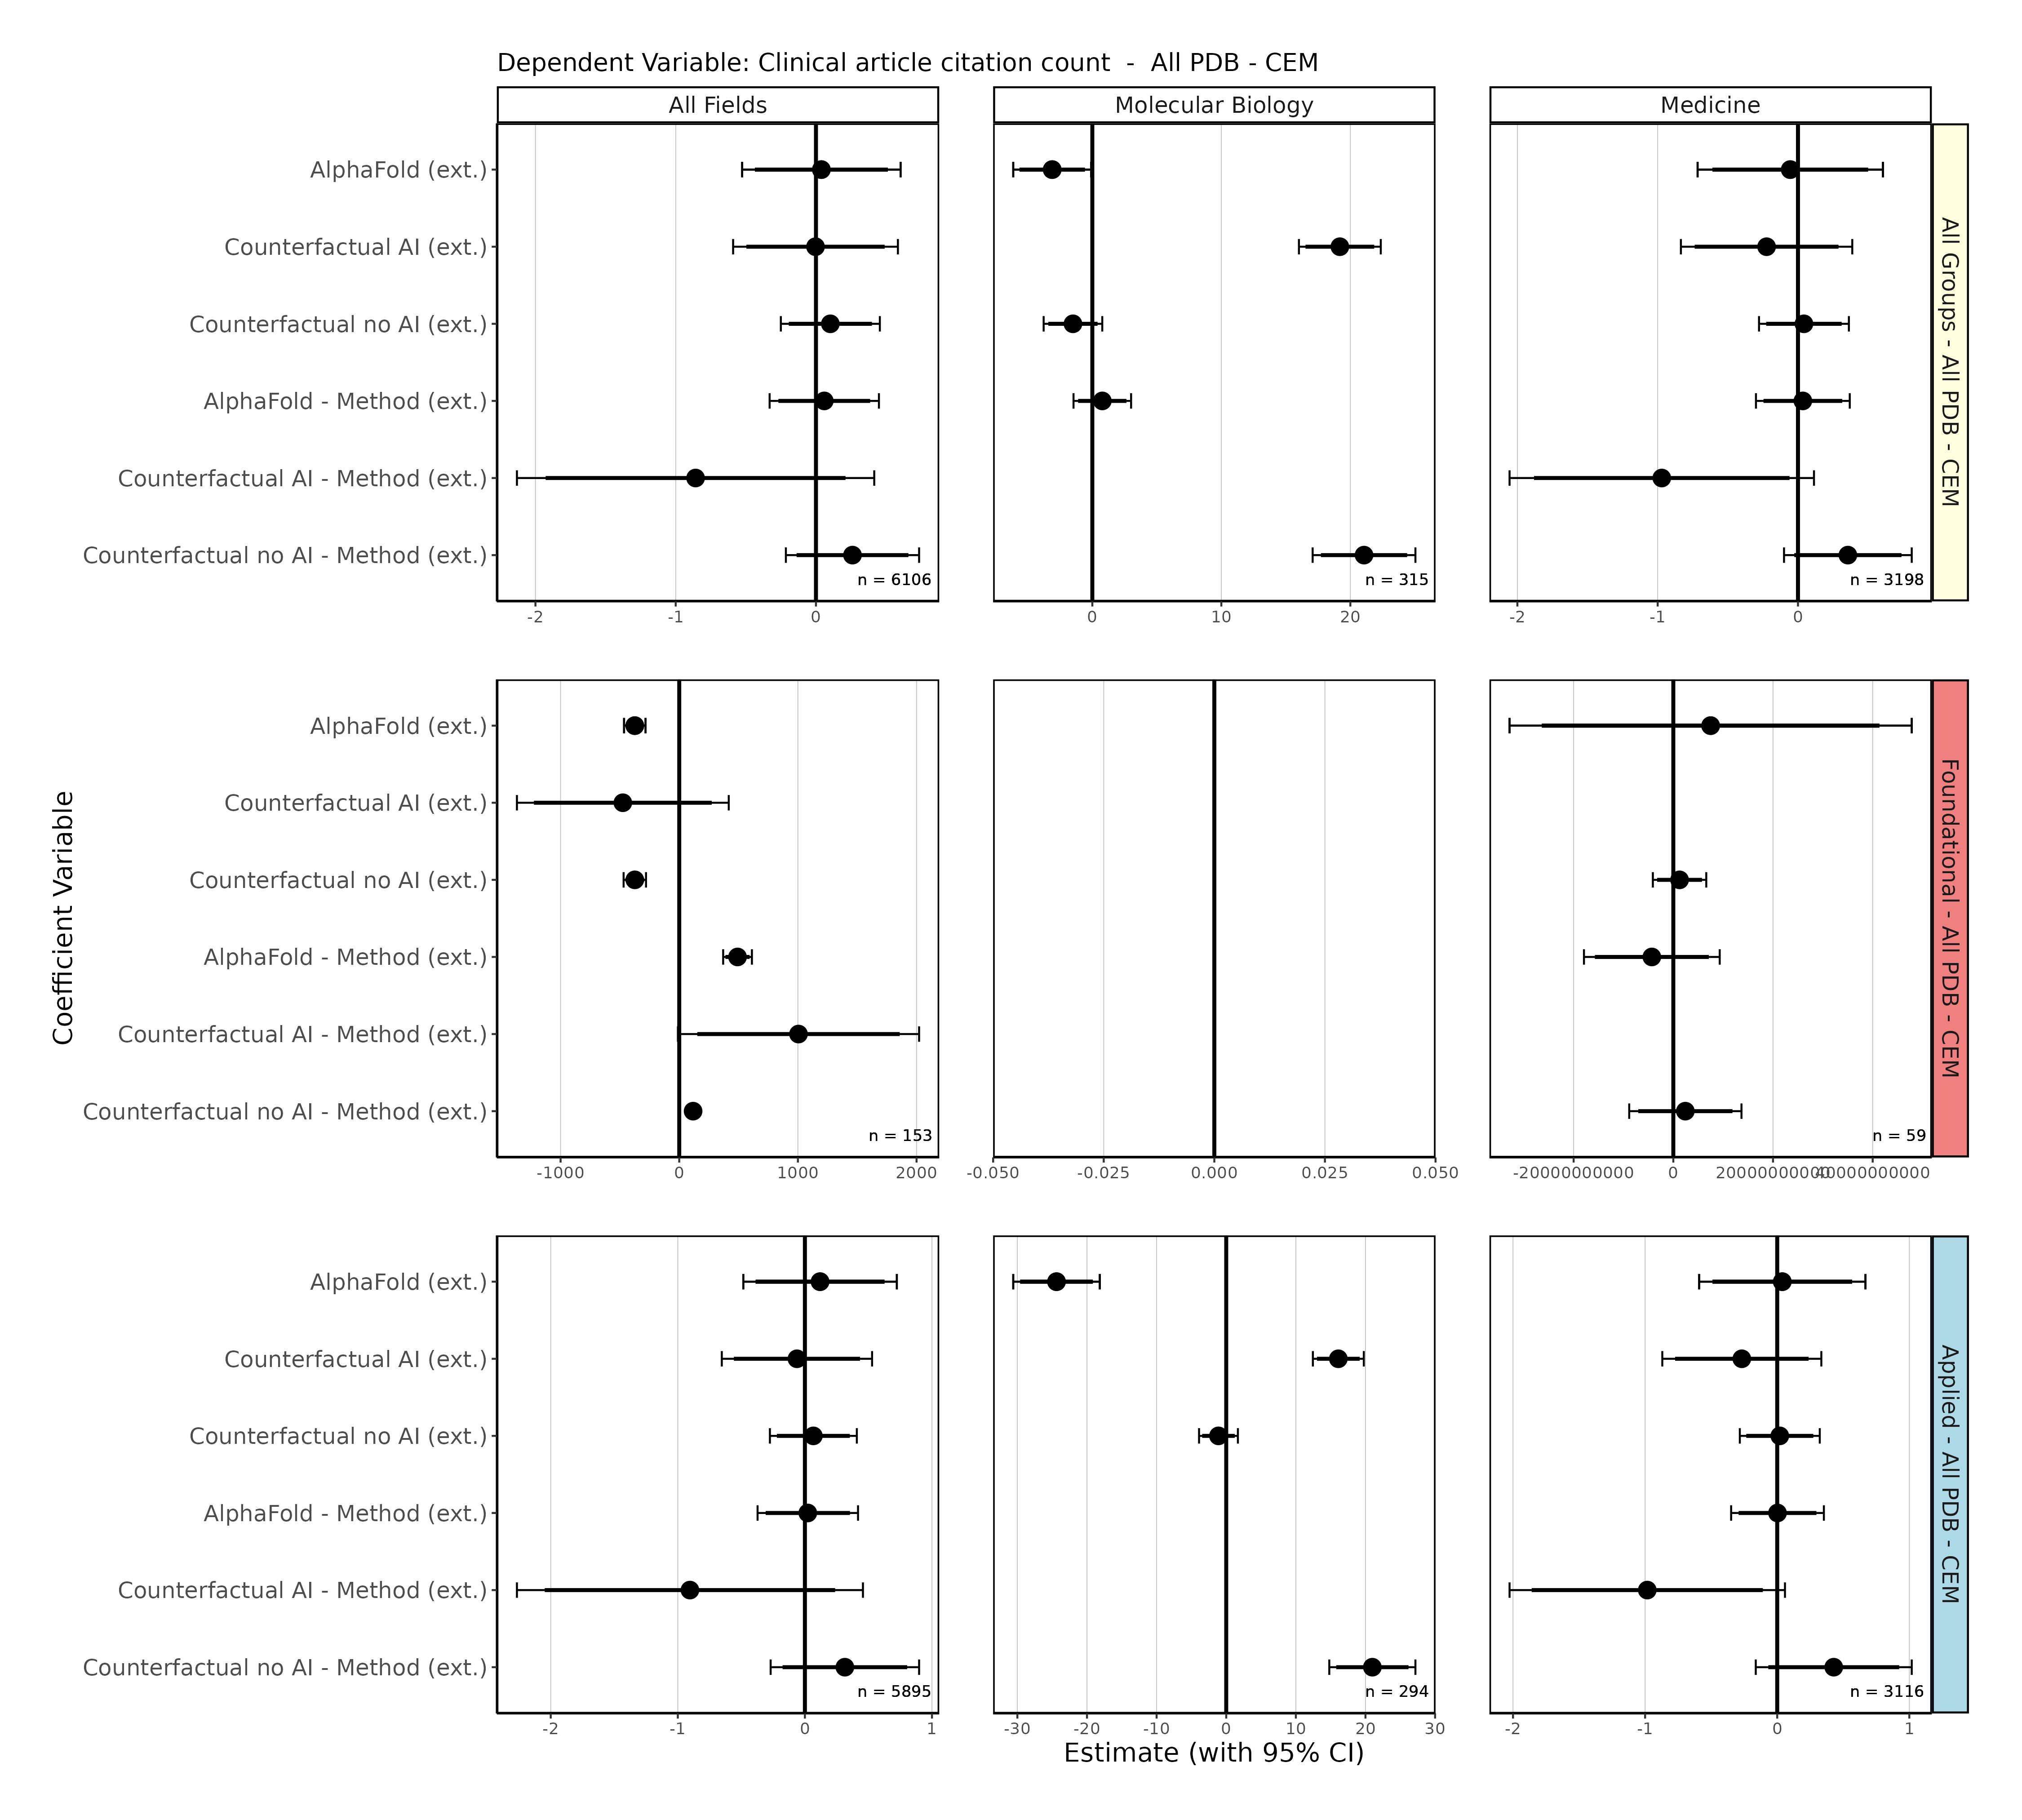 Dependent Variable: Clinical article citation count - All PDB - CEM
All Fields
Molecular Biology
Medicine
AlphaFold (ext.)
Counterfactual AI (ext.)
Counterfactual no AI (ext.)
AlphaFold - Method (ext.)
Counterfactual AI - Method (ext.)
Counterfactual no AI - Method (ext.)
n = 6106
n = 315
n = 3198
All Groups - All PDB - CEM
-2 -1 0
0 10 20
-2 -1 0
Coefficient Variable
AlphaFold (ext.)
Counterfactual AI (ext.)
Counterfactual no AI (ext.)
AlphaFold - Method (ext.)
Counterfactual AI - Method (ext.)
Counterfactual no AI - Method (ext.)
n = 153
n = 59
Foundational - All PDB - CEM
-1000 0 1000 2000
-0.050 -0.025 0.000 0.025 0.050
-20000000000 0 20000000000 40000000000
AlphaFold (ext.)
Counterfactual AI (ext.)
Counterfactual no AI (ext.)
AlphaFold - Method (ext.)
Counterfactual AI - Method (ext.)
Counterfactual no AI - Method (ext.)
n = 5895
n = 294
n = 3116
Applied - All PDB - CEM
-2 -1 0 1
-30 -20 -10 0 10 20 30
-2 -1 0 1
Estimate (with 95% CI)